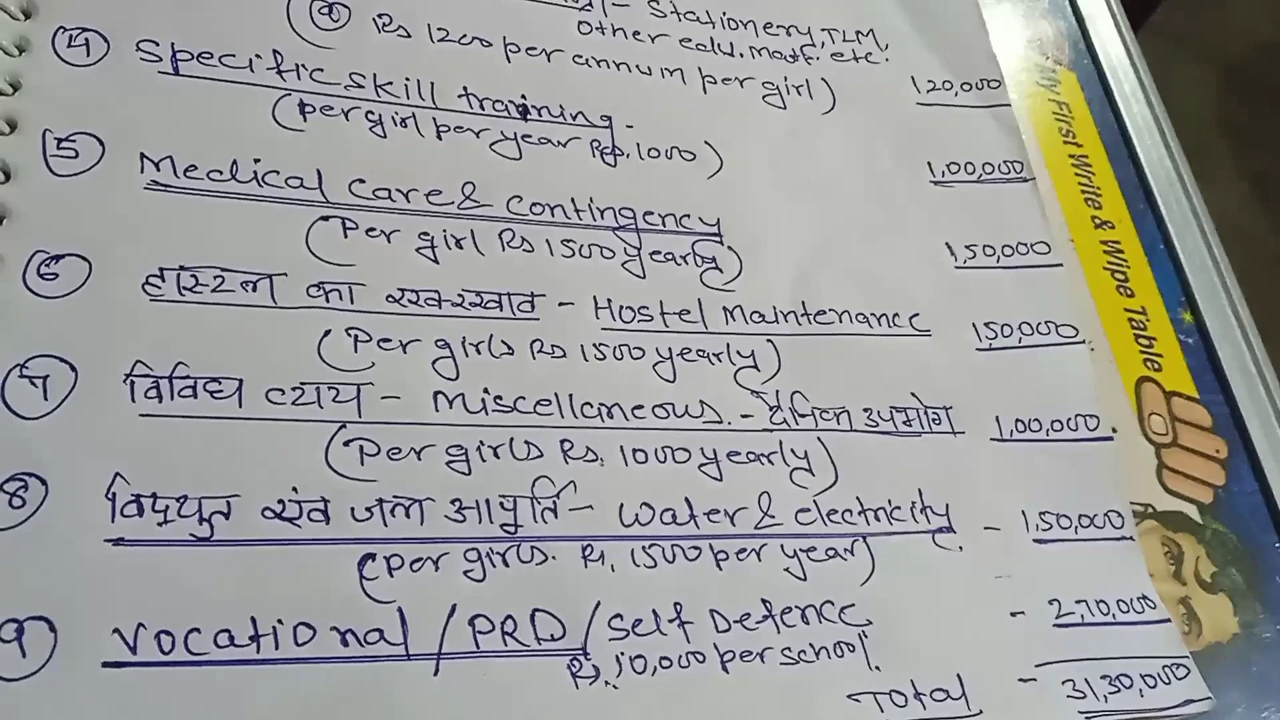 - Stationery, TLM,
Other edu. mat. etc.
@ Rs 1200 per annum per girl) 120,000
4 Specific skill training.
(per girl per year Rs. 1000) 1,00,000
5 Medical care & contingency
(Per girl Rs 1500 yearly) 1,50,000
6 हास्टल का रखरखाव - Hostel Maintenance 150,000
(Per girls Rs 1500 yearly)
7 विविध व्यय - Miscellaneous. - दैनिक उपभोग 1,00,000.
(Per girls Rs. 1000 yearly)
8 विद्युत एंव जल आपूर्ति - Water & electricity - 1,50,000
(per girls. Rs. 1500 per year)
9 Vocational / PRD / Self Defence - 2,70,000
Rs. 10,000 per school.
Total - 31,30,000
My First Write & Wipe Table